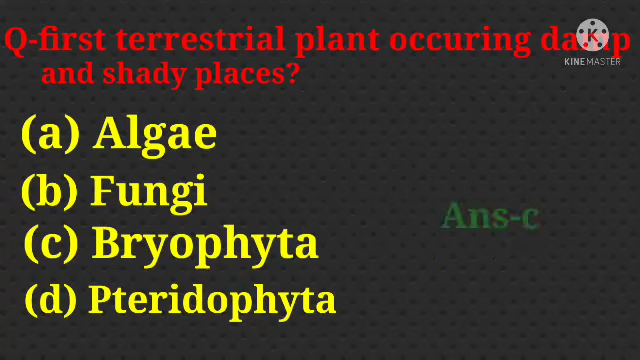 Q-first terrestrial plant occuring damp
and shady places?
KINEMASTER
(a) Algae
(b) Fungi
Ans-c
(c) Bryophyta
(d) Pteridophyta